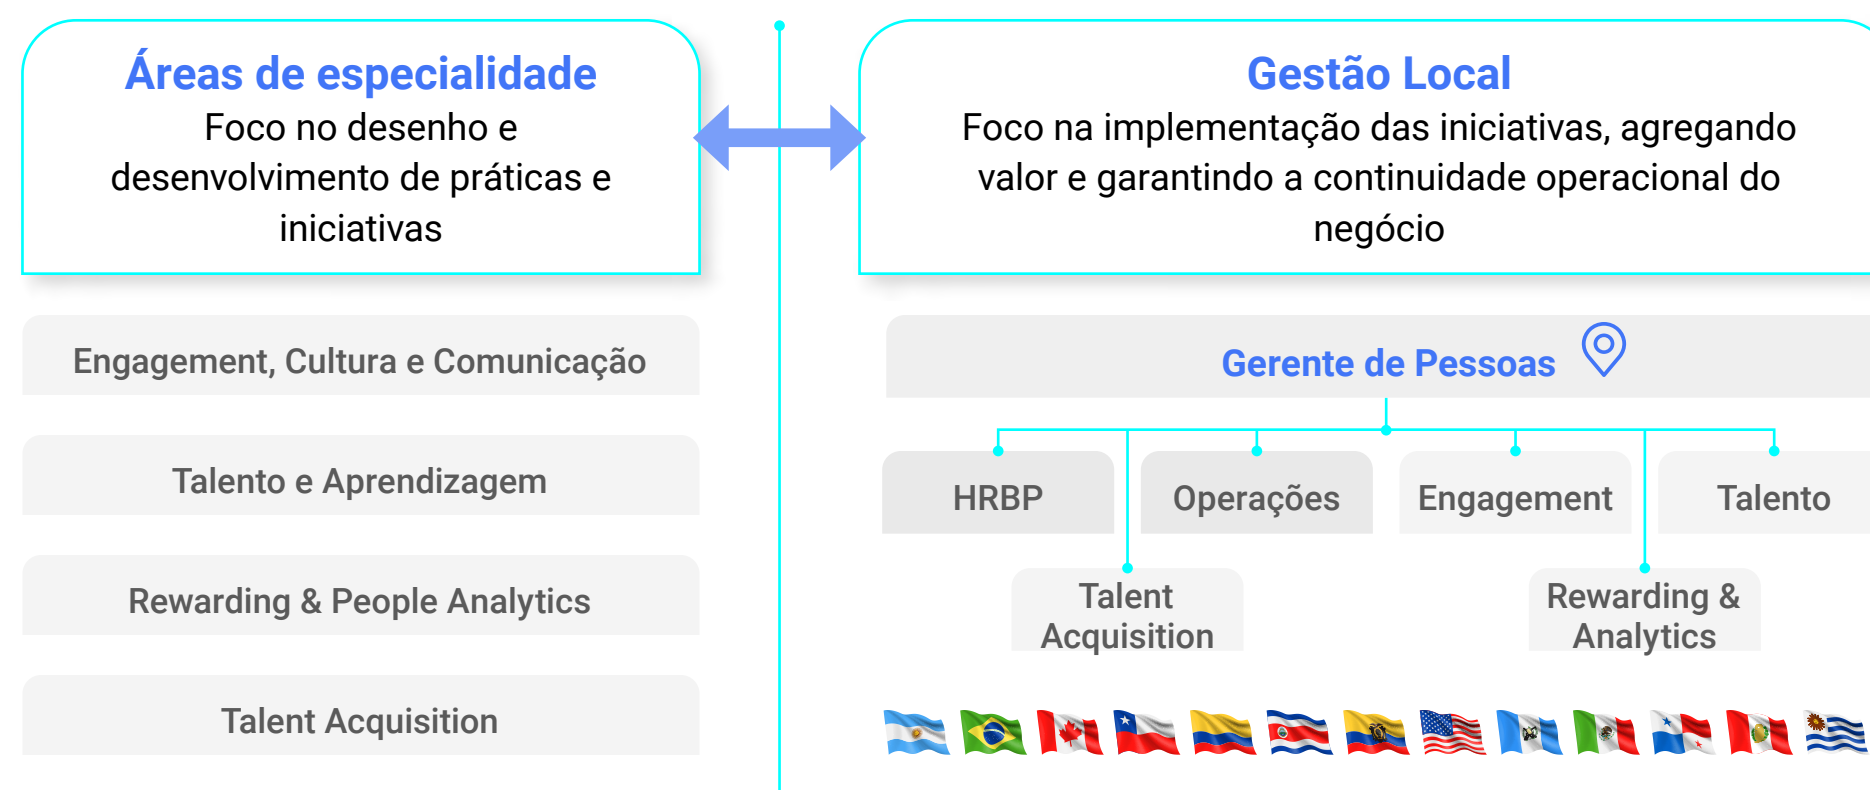 Áreas de especialidade
Foco no desenho e
desenvolvimento de práticas e
iniciativas
Engagement, Cultura e Comunicação
Talento e Aprendizagem
Rewarding & People Analytics
Talent Acquisition
Gestão Local
Foco na implementação das iniciativas, agregando
valor e garantindo a continuidade operacional do
negócio
Gerente de Pessoas
HRBP
Operações
Engagement
Talento
Talent
Acquisition
Rewarding &
Analytics